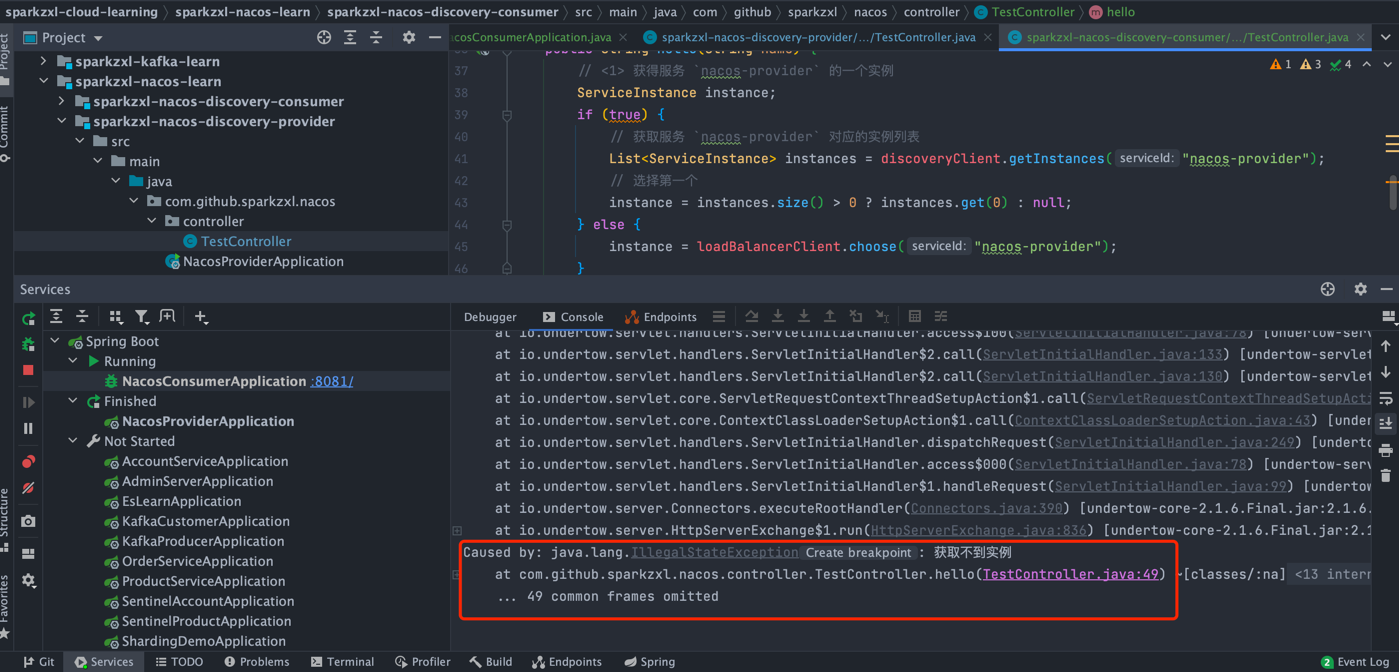 sparkzxl-cloud-learning 〉 sparkzxl-nacos-learn 〉 sparkzxl-nacos-discovery-consumer 〉 src 〉 main 〉 java 〉 com 〉 github 〉 sparkzxl 〉 nacos 〉 controller 〉 TestController 〉 hello
Project
acosConsumerApplication.java
sparkzxl-nacos-discovery-provider/.../TestController.java
sparkzxl-nacos-discovery-consumer/.../TestController.java
Project
Commit
Structure
Favorites
sparkzxl-kafka-learn
sparkzxl-nacos-learn
sparkzxl-nacos-discovery-consumer
sparkzxl-nacos-discovery-provider
src
main
java
com.github.sparkzxl.nacos
controller
TestController
NacosProviderApplication
1 3 4
public String hello(String name) {
37 // <1> 获得服务 `nacos-provider` 的一个实例
38 ServiceInstance instance;
39 if (true) {
40 // 获取服务 `nacos-provider` 对应的实例列表
41 List<ServiceInstance> instances = discoveryClient.getInstances( serviceId: "nacos-provider");
42 // 选择第一个
43 instance = instances.size() > 0 ? instances.get(0) : null;
44 } else {
45 instance = loadBalancerClient.choose( serviceId: "nacos-provider");
46 }
Services
Spring Boot
Running
NacosConsumerApplication :8081/
Finished
NacosProviderApplication
Not Started
AccountServiceApplication
AdminServerApplication
EsLearnApplication
KafkaCustomerApplication
KafkaProducerApplication
OrderServiceApplication
ProductServiceApplication
SentinelAccountApplication
SentinelProductApplication
ShardingDemoApplication
Debugger Console Endpoints
at io.undertow.servlet.handlers.ServletInitialHandler.access$100(ServletInitialHandler.java:78) [undertow-serv
at io.undertow.servlet.handlers.ServletInitialHandler$2.call(ServletInitialHandler.java:133) [undertow-servlet
at io.undertow.servlet.handlers.ServletInitialHandler$2.call(ServletInitialHandler.java:130) [undertow-servlet
at io.undertow.servlet.core.ServletRequestContextThreadSetupAction$1.call(ServletRequestContextThreadSetupActi
at io.undertow.servlet.core.ContextClassLoaderSetupAction$1.call(ContextClassLoaderSetupAction.java:43) [undert
at io.undertow.servlet.handlers.ServletInitialHandler.dispatchRequest(ServletInitialHandler.java:249) [underto
at io.undertow.servlet.handlers.ServletInitialHandler.access$000(ServletInitialHandler.java:78) [undertow-serv
at io.undertow.servlet.handlers.ServletInitialHandler$1.handleRequest(ServletInitialHandler.java:99) [undertow
at io.undertow.server.Connectors.executeRootHandler(Connectors.java:390) [undertow-core-2.1.6.Final.jar:2.1.6.
at io.undertow.server.HttpServerExchange$1.run(HttpServerExchange.java:836) [undertow-core-2.1.6.Final.jar:2.1
Caused by: java.lang.IllegalStateException Create breakpoint : 获取不到实例
at com.github.sparkzxl.nacos.controller.TestController.hello(TestController.java:49) ~[classes/:na] <13 intern
... 49 common frames omitted
Git Services TODO Problems Terminal Profiler Build Endpoints Spring 2 Event Log